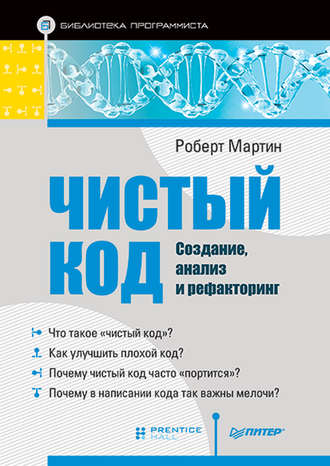 БИБЛИОТЕКА ПРОГРАММИСТА
Роберт Мартин
ЧИСТЫЙ
КОД
Создание,
анализ
и рефакторинг
Что такое «чистый код»?
Как улучшить плохой код?
Почему чистый код часто «портится»?
Почему в написании кода так важны мелочи?
PRENTICE
HALL
ПИТЕР®